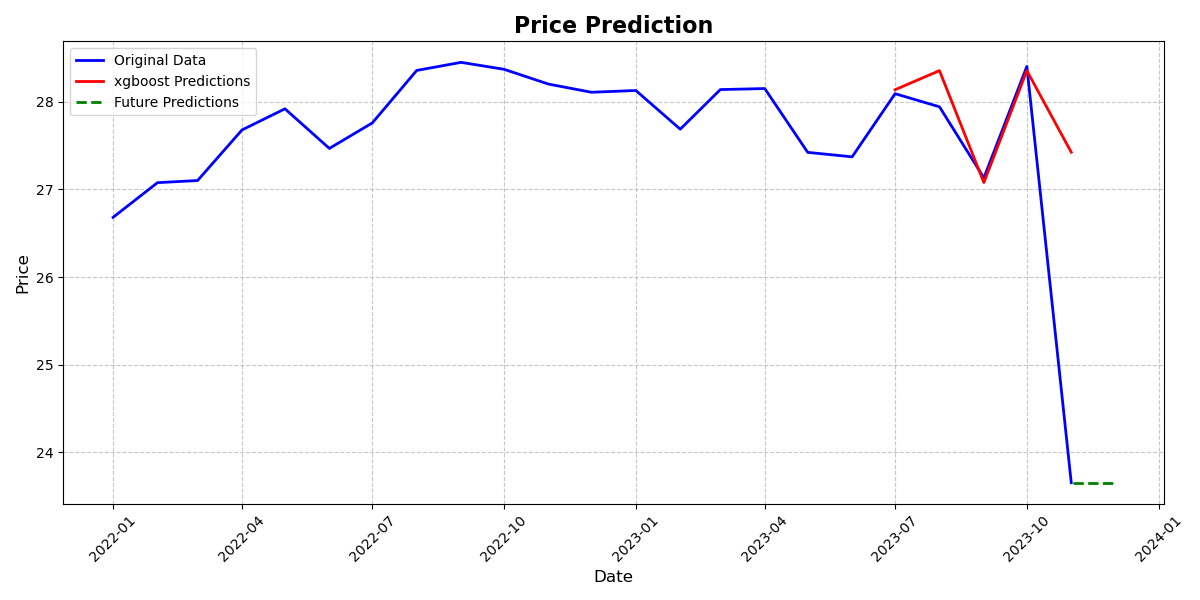 Price Prediction
Original Data
xgboost Predictions
Future Predictions
Price
28
27
26
25
24
2022-01
2022-04
2022-07
2022-10
2023-01
2023-04
2023-07
2023-10
2024-01
Date